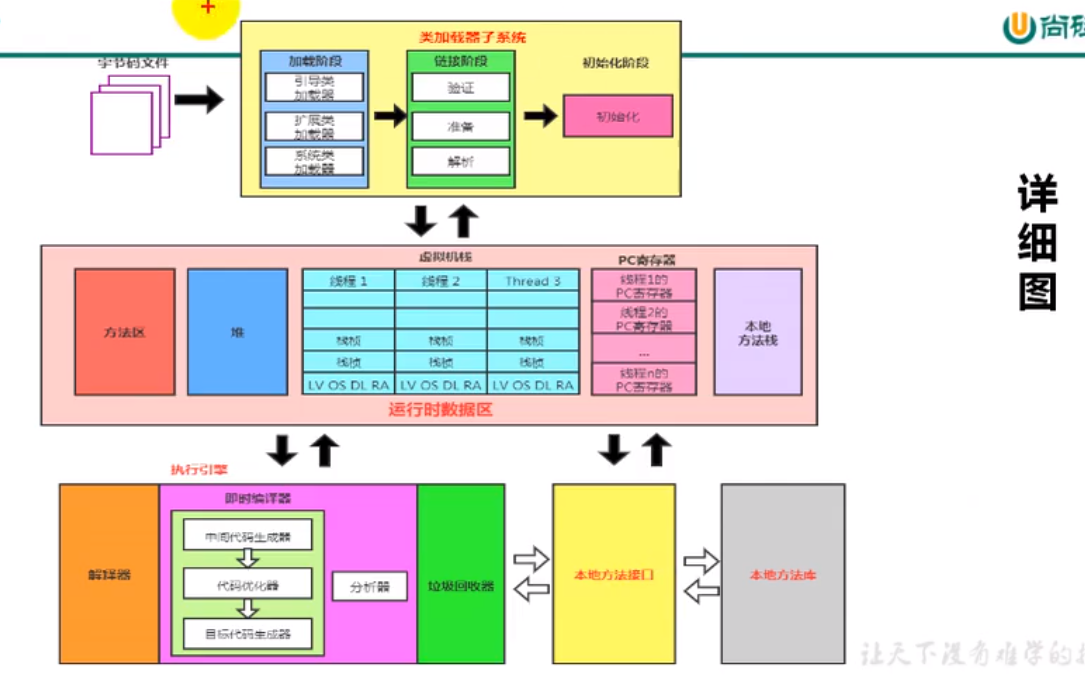 尚硅
类加载器子系统
字节码文件
加载阶段
链接阶段
初始化阶段
引导类
加载器
验证
初始化
扩展类
加载器
准备
系统类
加载器
解析
详
细
图
虚拟机栈
PC寄存器
线程 1
线程 2
Thread 3
线程1的
PC寄存器
线程2的
PC寄存器
...
线程n的
PC寄存器
方法区
堆
栈桢
栈桢
栈桢
栈桢
栈桢
栈桢
LV OS DL RA
LV OS DL RA
LV OS DL RA
本地
方法栈
运行时数据区
执行引擎
即时编译器
解释器
中间代码生成器
代码优化器
目标代码生成器
分析器
垃圾回收器
本地方法接口
本地方法库
让天下没有难学的技